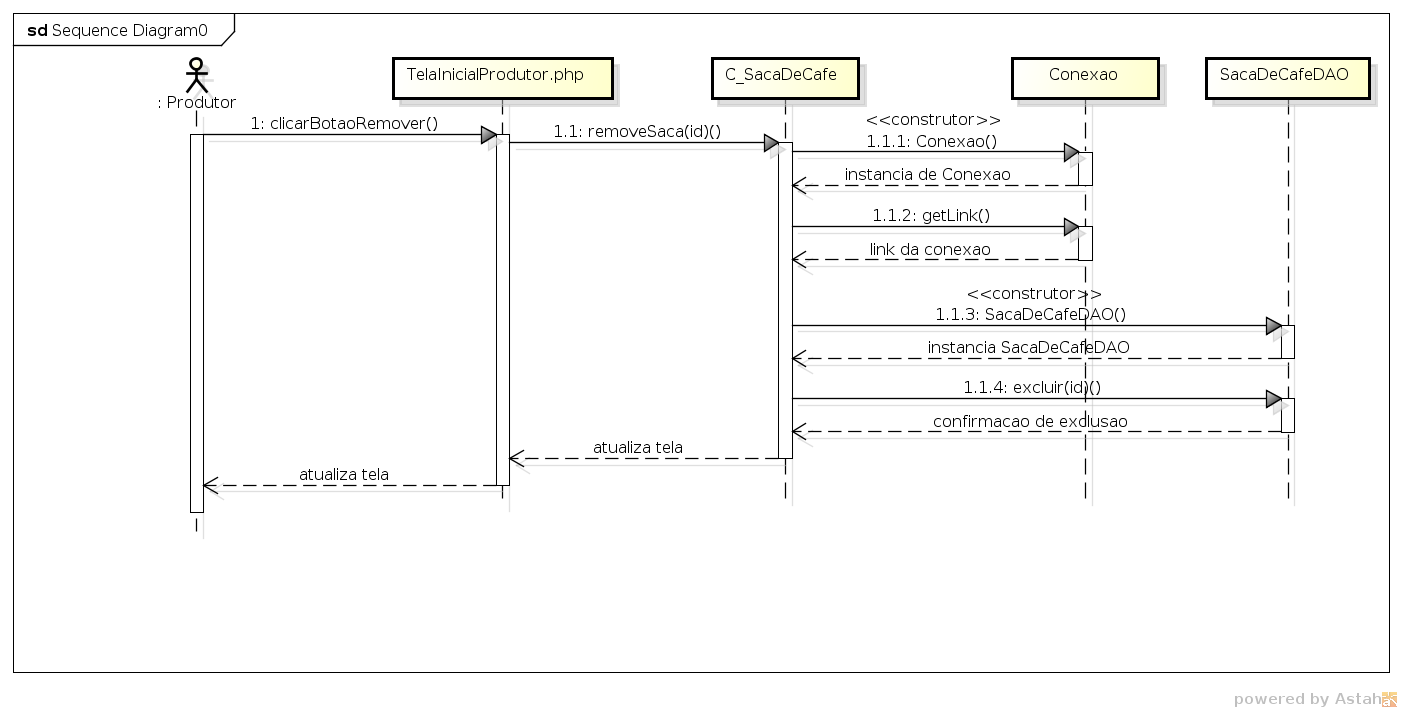 sd Sequence Diagram0
: Produtor
TelaInicialProdutor.php
C_SacaDeCafe
Conexao
SacaDeCafeDAO
1: clicarBotaoRemover()
1.1: removeSaca(id)()
<<construtor>>
1.1.1: Conexao()
instancia de Conexao
1.1.2: getLink()
link da conexao
<<construtor>>
1.1.3: SacaDeCafeDAO()
instancia SacaDeCafeDAO
1.1.4: excluir(id)()
confirmacao de exclusao
atualiza tela
atualiza tela
powered by Astah